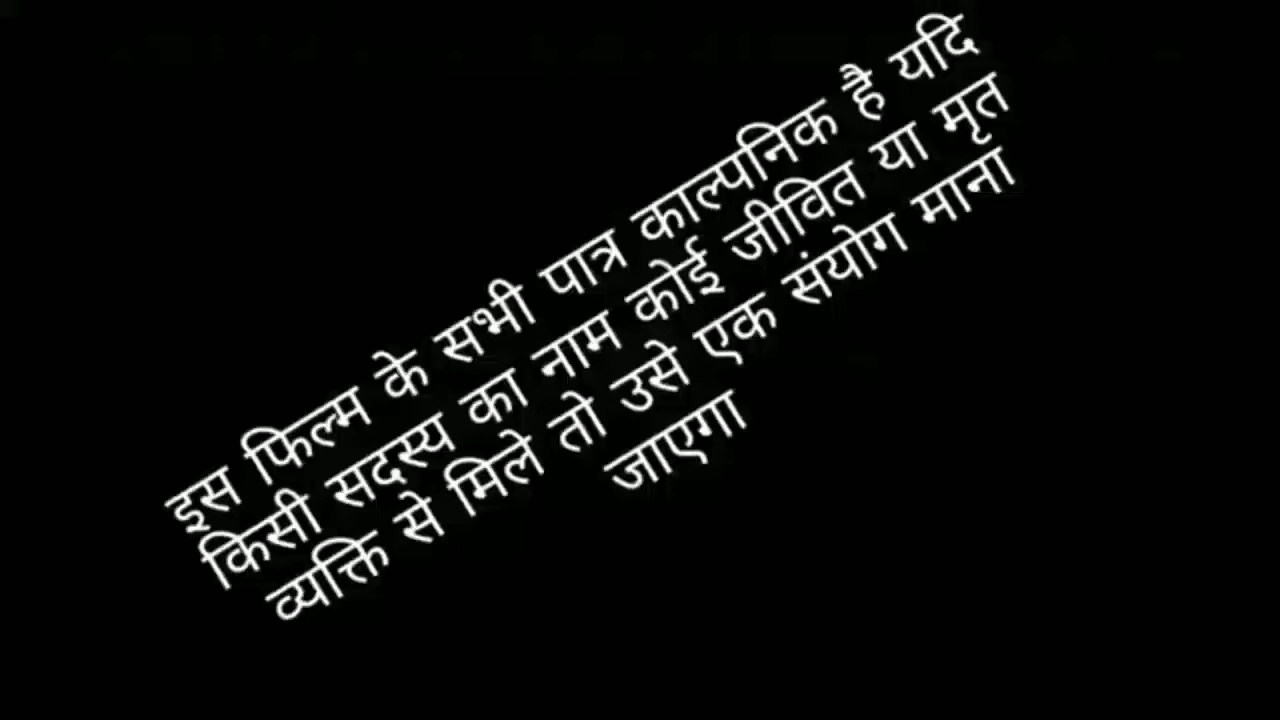 इस फिल्म के सभी पात्र काल्पनिक है यदि
किसी सदस्य का नाम कोई जीवित या मृत
व्यक्ति से मिले तो उसे एक संयोग माना
जाएगा